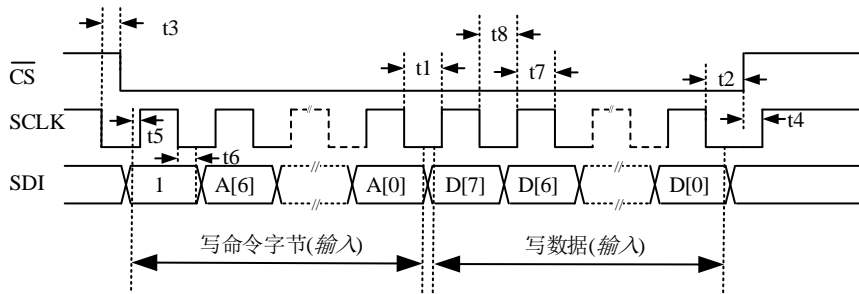 t3
t8
t1
t7
t2
CS
SCLK
t5
t4
t6
SDI
1
A[6]
A[0]
D[7]
D[6]
D[0]
写命令字节(输入)
写数据(输入)